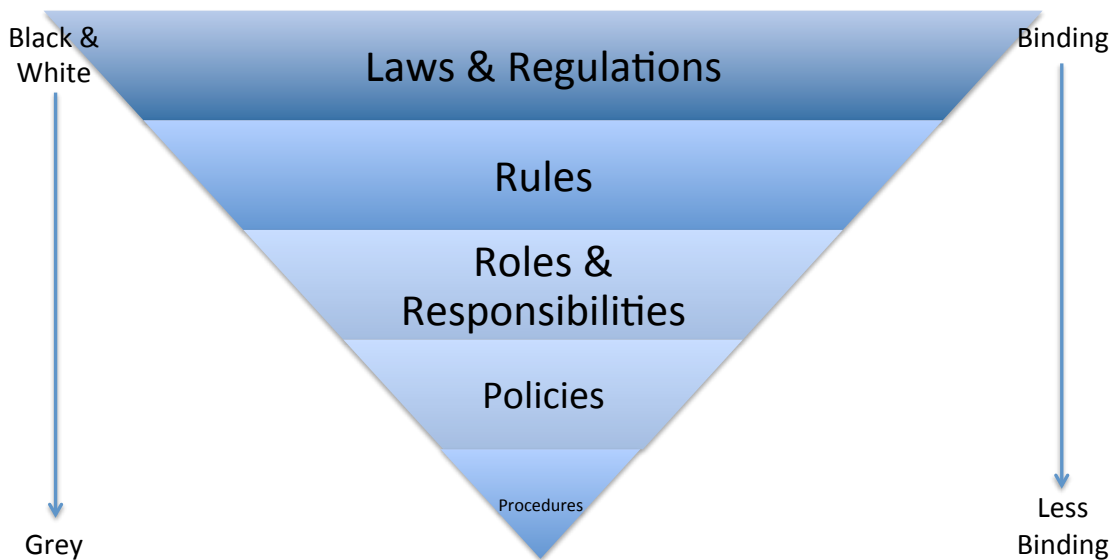 Black &
White
Laws & Regulations
Binding
Rules
Roles &
Responsibilities
Policies
Procedures
Grey
Less
Binding